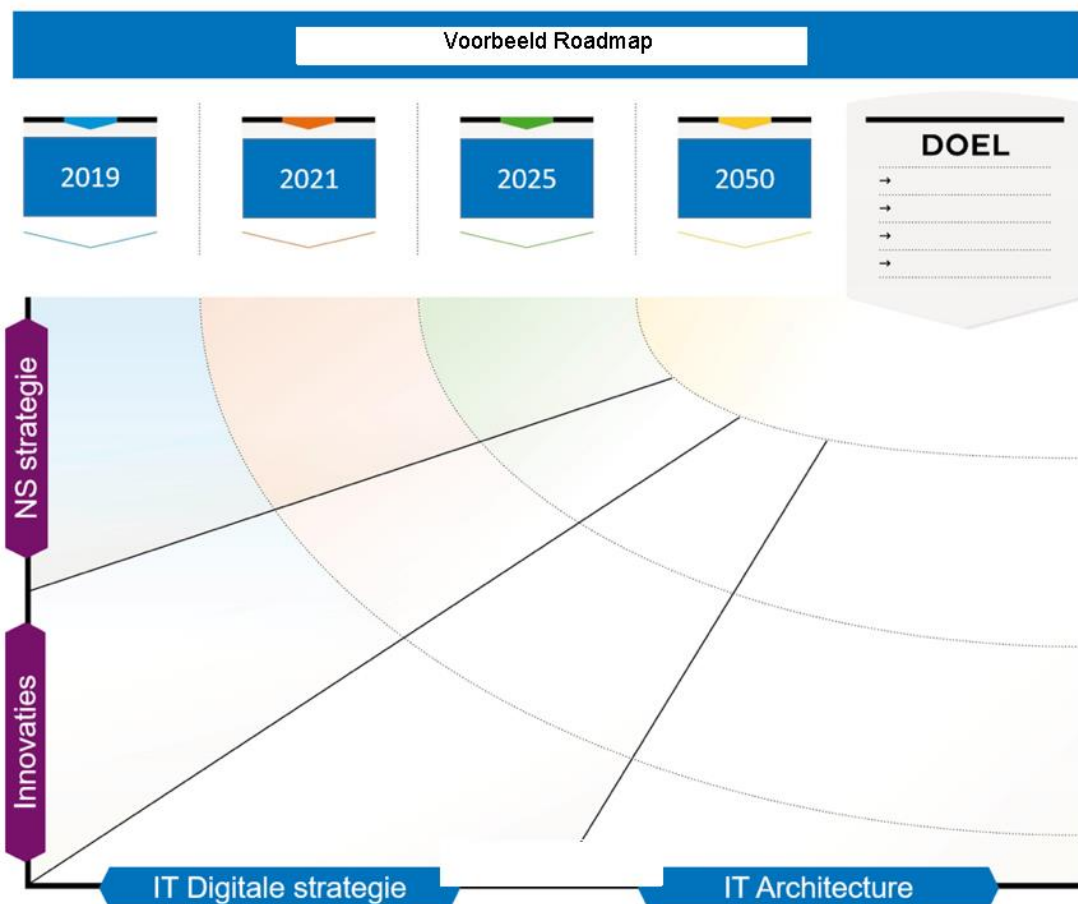 Voorbeeld Roadmap
2019
2021
2025
2050
DOEL
→
→
→
→
NS strategie
Innovaties
IT Digitale strategie
IT Architecture